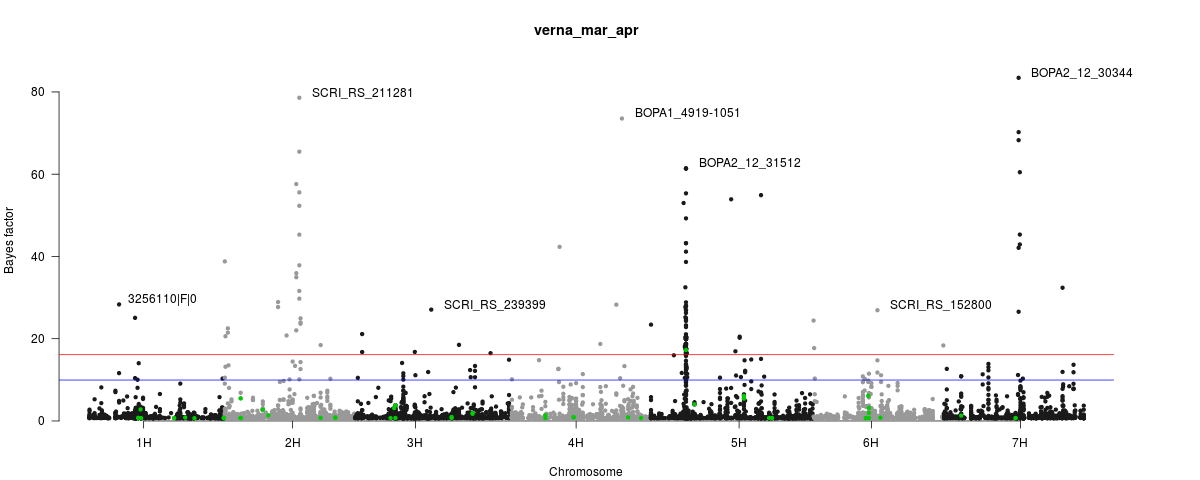 verna_mar_apr
BOPA2_12_30344
SCRI_RS_211281
BOPA1_4919-1051
BOPA2_12_31512
3256110|F|0
SCRI_RS_239399
SCRI_RS_152800
Bayes factor
80
60
40
20
0
1H 2H 3H 4H 5H 6H 7H
Chromosome